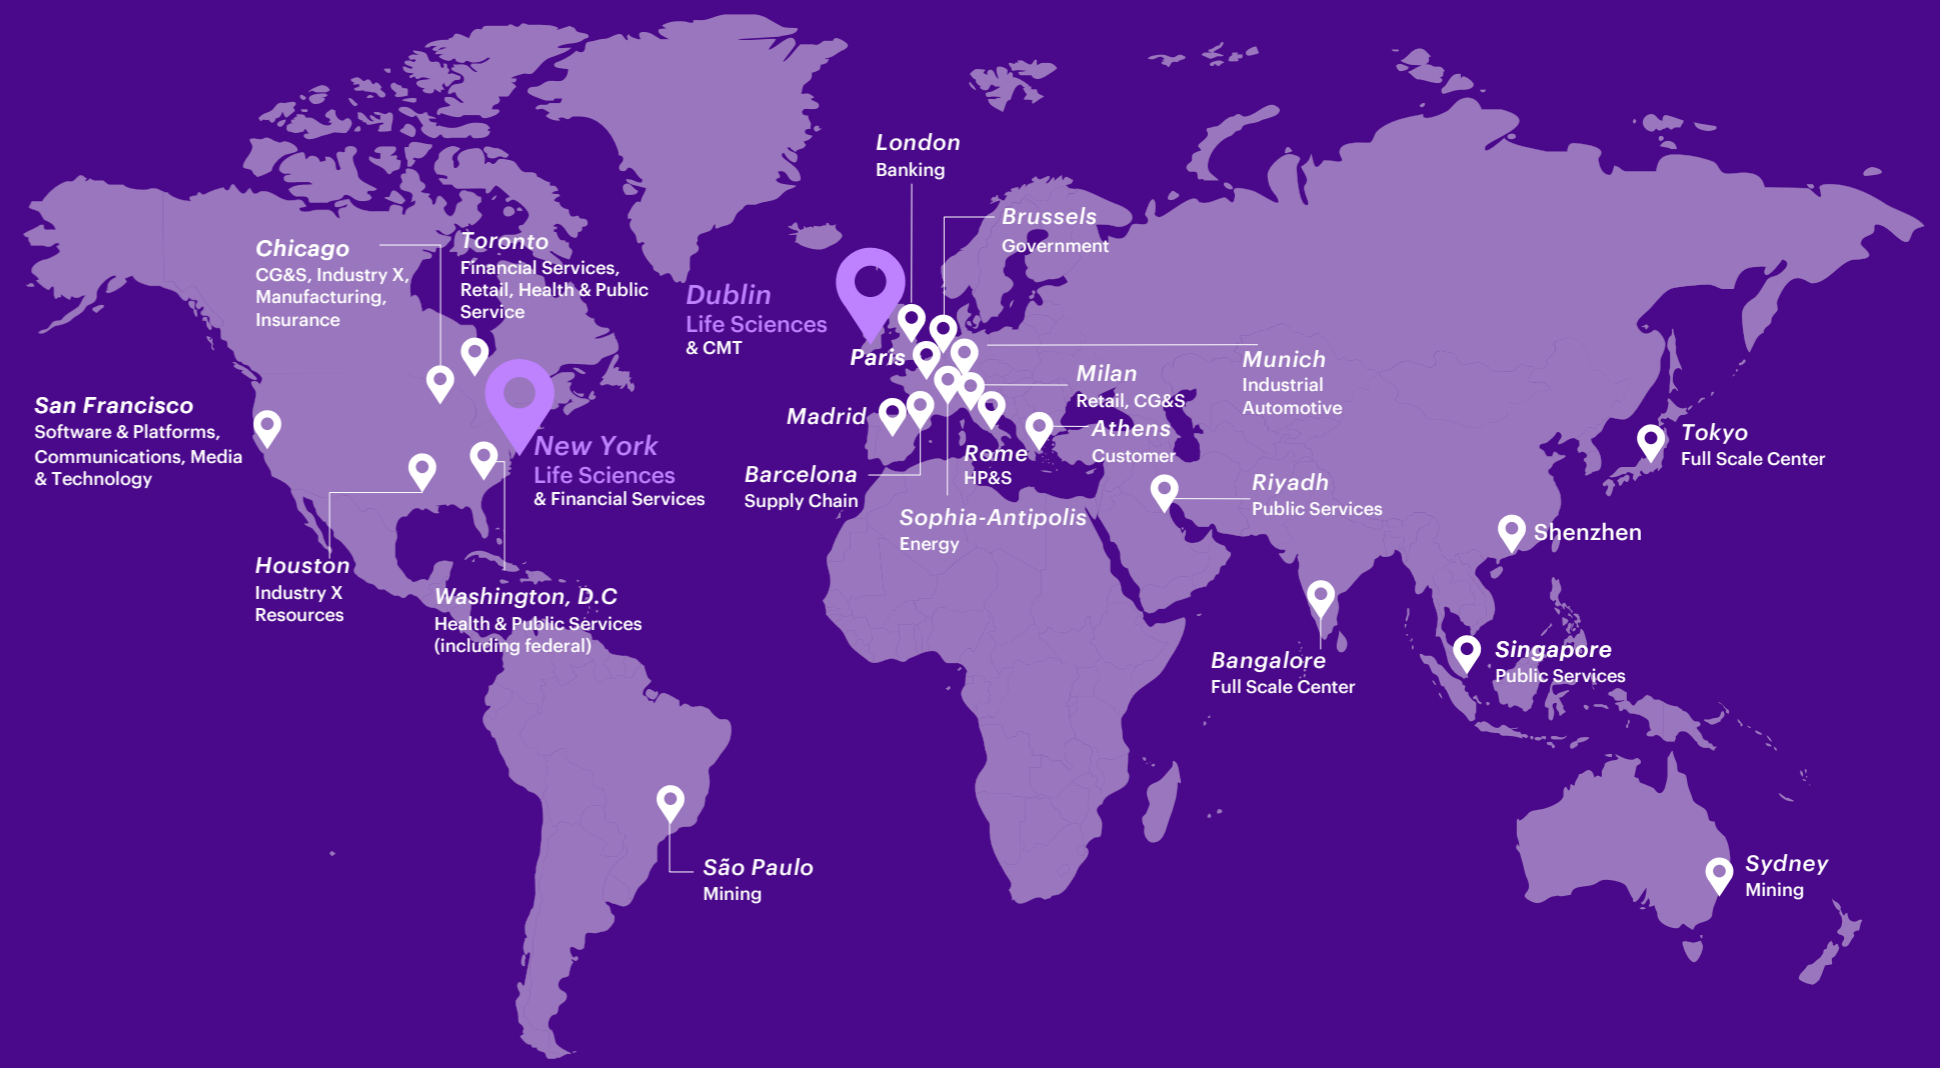 London
Banking
Brussels
Government
Chicago
CG&S, Industry X,
Manufacturing,
Insurance
Toronto
Financial Services,
Retail, Health & Public
Service
Dublin
Life Sciences
& CMT
Paris
Munich
Industrial
Automotive
Milan
Retail, CG&S
San Francisco
Software & Platforms,
Communications, Media
& Technology
Madrid
Athens
Customer
New York
Life Sciences
& Financial Services
Rome
HP&S
Barcelona
Supply Chain
Tokyo
Full Scale Center
Riyadh
Public Services
Sophia-Antipolis
Energy
Shenzhen
Houston
Industry X
Resources
Washington, D.C
Health & Public Services
(including federal)
Bangalore
Full Scale Center
Singapore
Public Services
São Paulo
Mining
Sydney
Mining